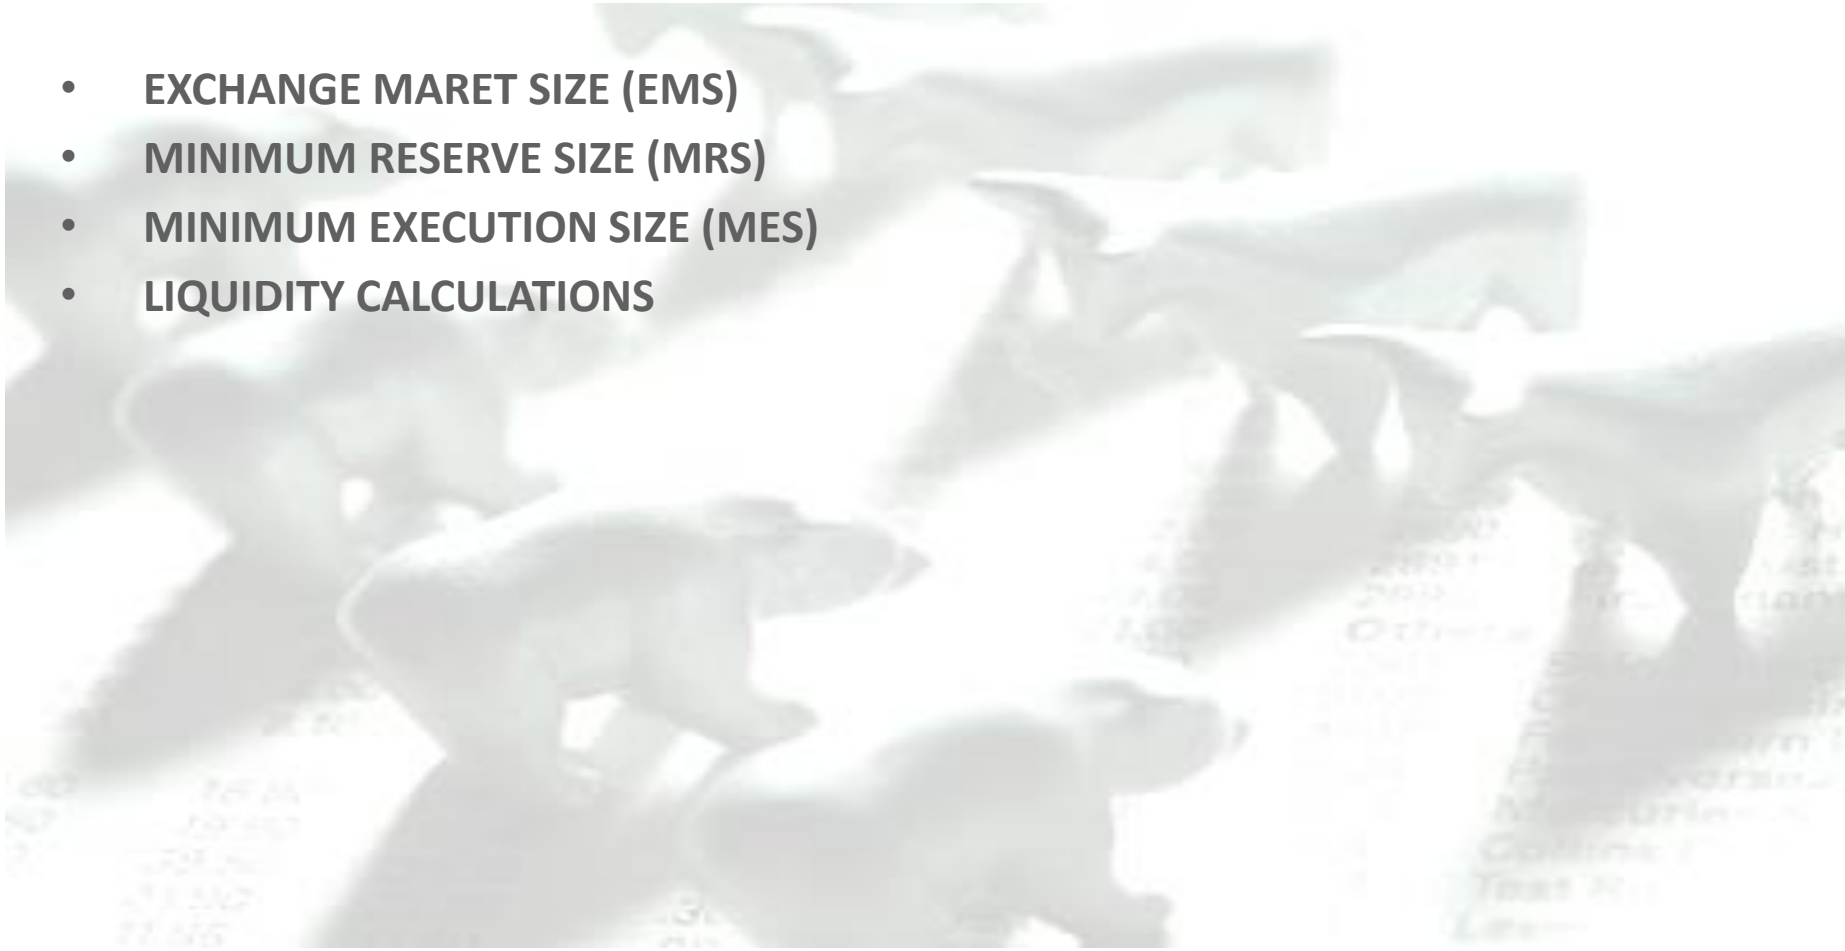 • EXCHANGE MARET SIZE (EMS)
• MINIMUM RESERVE SIZE (MRS)
• MINIMUM EXECUTION SIZE (MES)
• LIQUIDITY CALCULATIONS